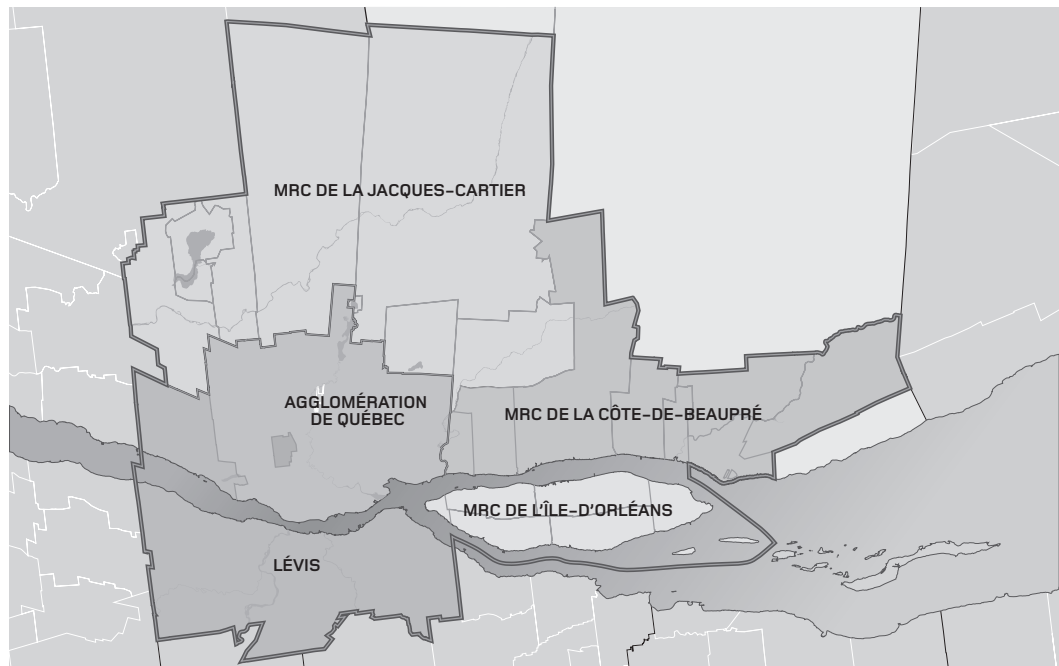 MRC DE LA JACQUES-CARTIER
AGGLOMÉRATION
DE QUÉBEC
MRC DE LA CÔTE-DE-BEAUPRÉ
MRC DE L'ÎLE-D'ORLÉANS
LÉVIS